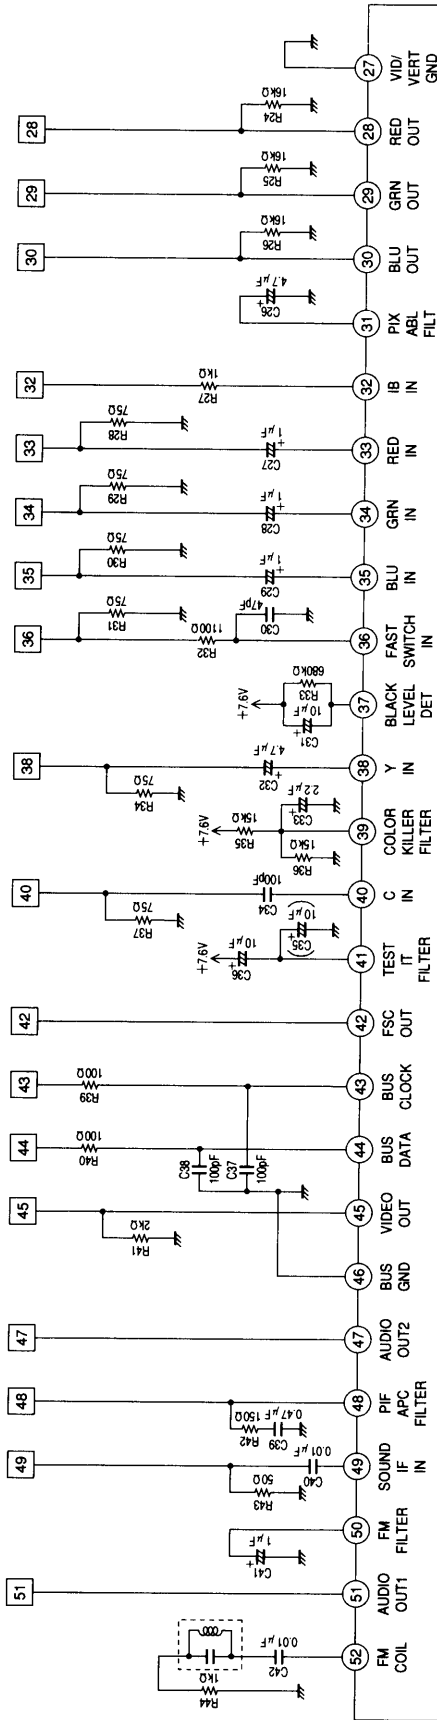 28
29
30
32
33
34
35
36
38
40
42
43
44
45
47
48
49
51
R24
16kΩ
R25
16kΩ
R26
16kΩ
C26
4.7μF
+
R27
1kΩ
R28
75Ω
C27
1μF
+
R29
75Ω
C28
1μF
+
R30
75Ω
C29
1μF
+
R31
75Ω
R32
1100Ω
C30
47pF
+7.6V
R33
680kΩ
C31
10μF
+
R34
75Ω
C32
4.7μF
+
+7.6V
R35
15kΩ
R36
15kΩ
C33
2.2μF
+
R37
75Ω
C34
100pF
+7.6V
C36
10μF
+
(C35
10μF)
+
R39
100Ω
R40
100Ω
C38
100pF
C37
100pF
R41
2kΩ
R42
150Ω
C39
0.47μF
R43
50Ω
C40
0.01μF
C41
1μF
+
R44
1kΩ
C42
0.01μF
27
VID/
VERT
GND
28
RED
OUT
29
GRN
OUT
30
BLU
OUT
31
PIX
ABL
FILT
32
IB
IN
33
RED
IN
34
GRN
IN
35
BLU
IN
36
FAST
SWITCH
IN
37
BLACK
LEVEL
DET
38
Y
IN
39
COLOR
KILLER
FILTER
40
C
IN
41
TEST
IT
FILTER
42
FSC
OUT
43
BUS
CLOCK
44
BUS
DATA
45
VIDEO
OUT
46
BUS
GND
47
AUDIO
OUT2
48
PIF
APC
FILTER
49
SOUND
IF
IN
50
FM
FILTER
51
AUDIO
OUT1
52
FM
COIL